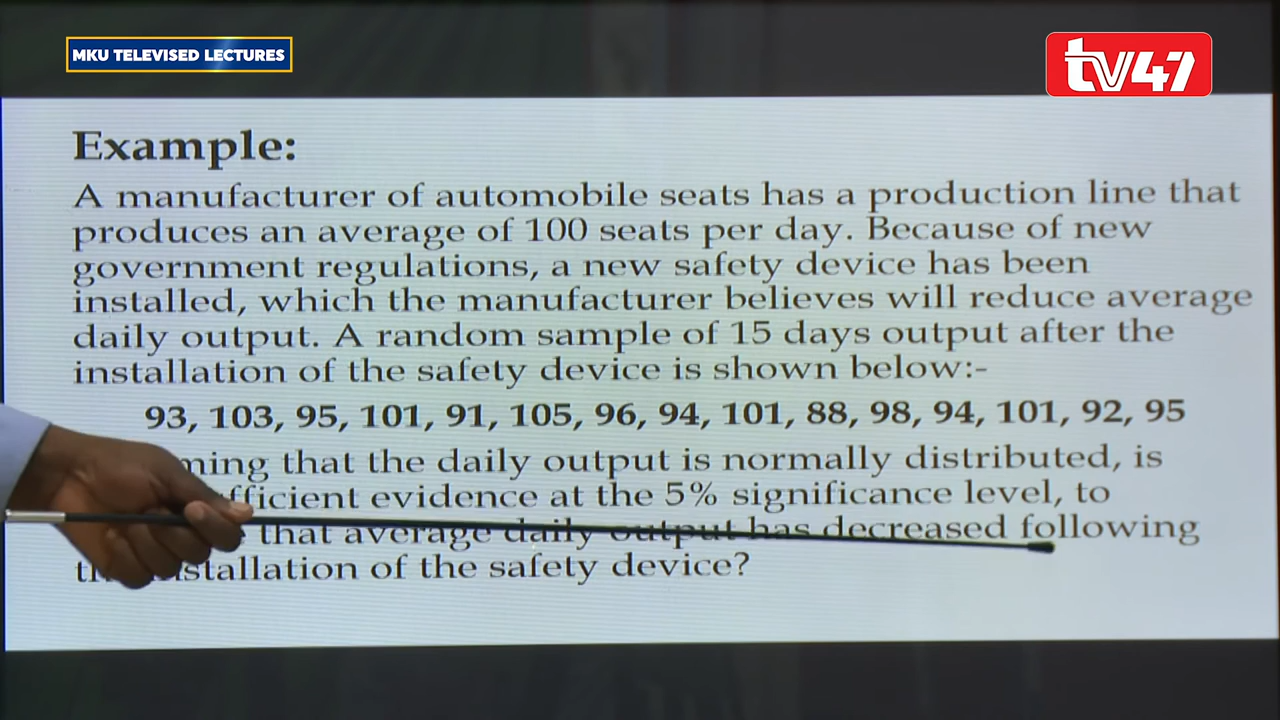 MKU TELEVISED LECTURES
tv47
Example:
A manufacturer of automobile seats has a production line that
produces an average of 100 seats per day. Because of new
government regulations, a new safety device has been
installed, which the manufacturer believes will reduce average
daily output. A random sample of 15 days output after the
installation of the safety device is shown below:-
93, 103, 95, 101, 91, 105, 96, 94, 101, 88, 98, 94, 101, 92, 95
that the daily output is normally distributed, is
evidence at the 5% significance level, to
that average daily output has decreased following
of the safety device?